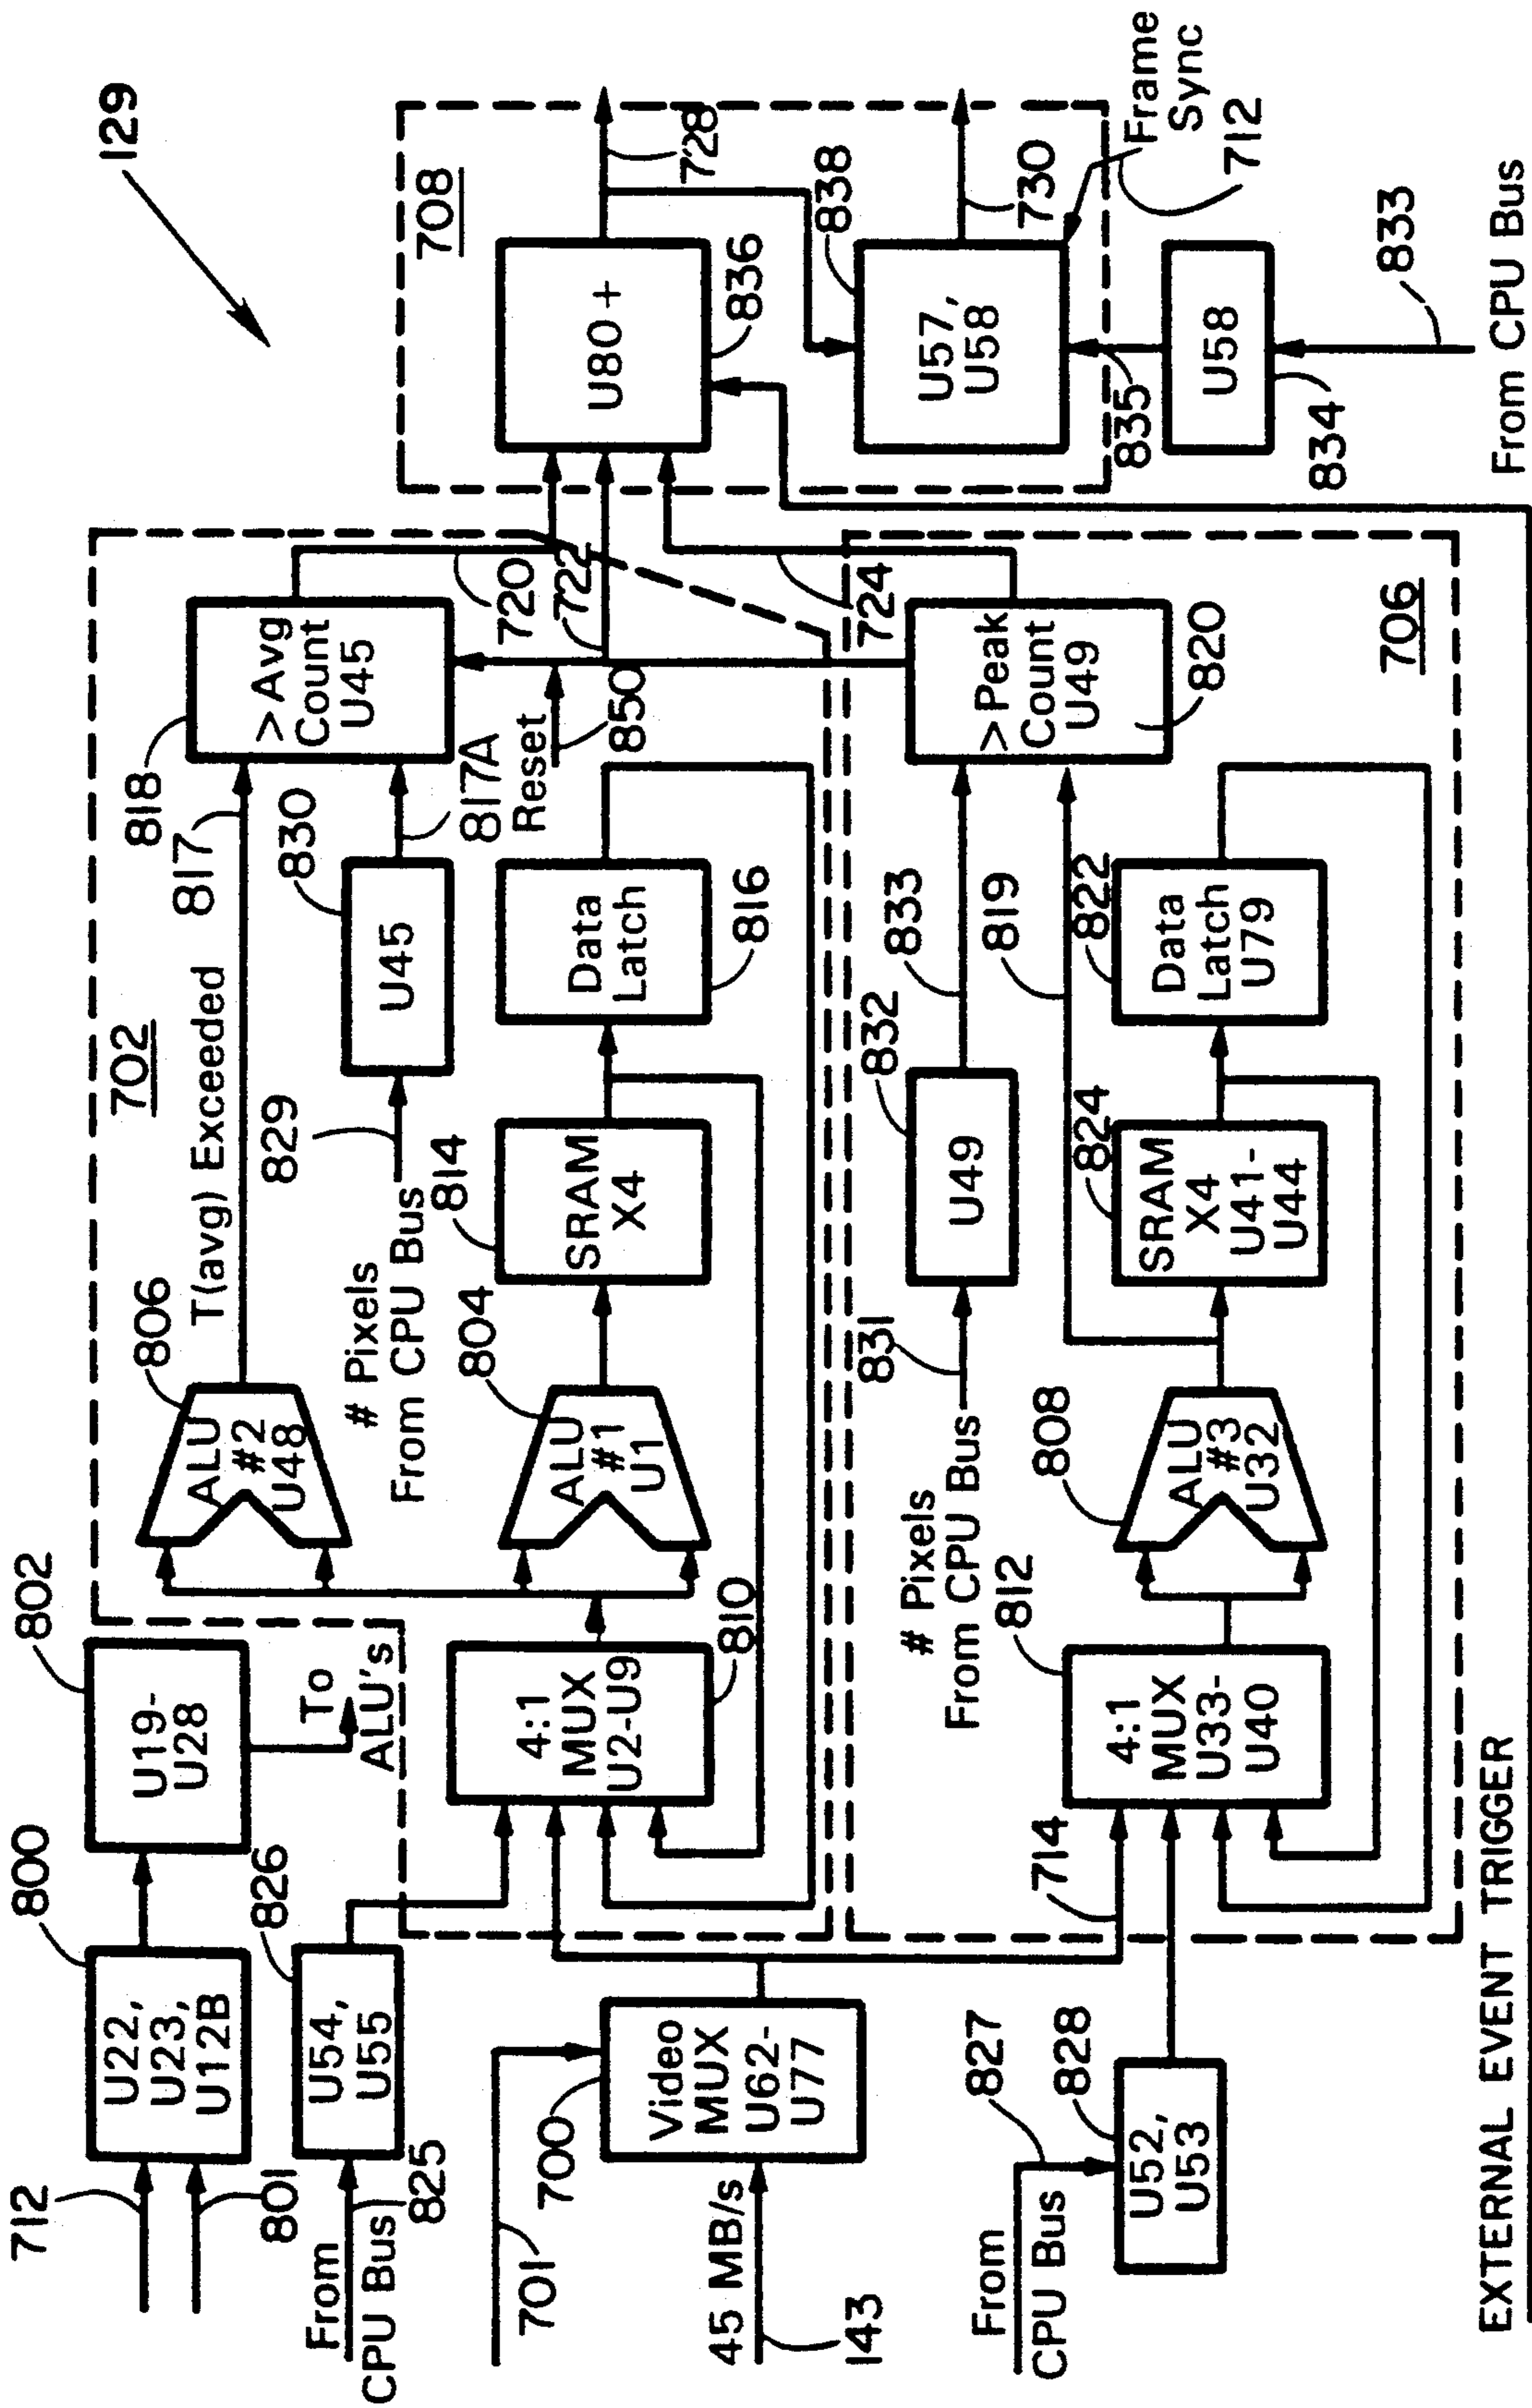 129
712
801
800
U22,
U23,
U12B
802
U19-
U28
To
ALU's
From
CPU Bus
825
826
U54,
U55
701
700
Video
MUX
U62-
U77
45 MB/s
143
From
CPU Bus
827
828
U52,
U53
702
806
ALU
#2
U48
T(avg) Exceeded
817
818
>Avg
Count
U45
829
# Pixels
From CPU Bus
830
U45
817A
Reset
850
810
4:1
MUX
U2-U9
804
ALU
#1
U1
814
SRAM
X4
816
Data
Latch
720
722
724
706
714
812
4:1
MUX
U33-
U40
808
ALU
#3
U32
831
# Pixels
From CPU Bus
832
U49
833
819
824
SRAM
X4
U41-
U44
822
Data
Latch
U79
>Peak
Count
U49
820
708
U80+
836
728
838
U57,
U58
730
Frame
Sync
712
835
U58
834
833
From CPU Bus
EXTERNAL EVENT TRIGGER